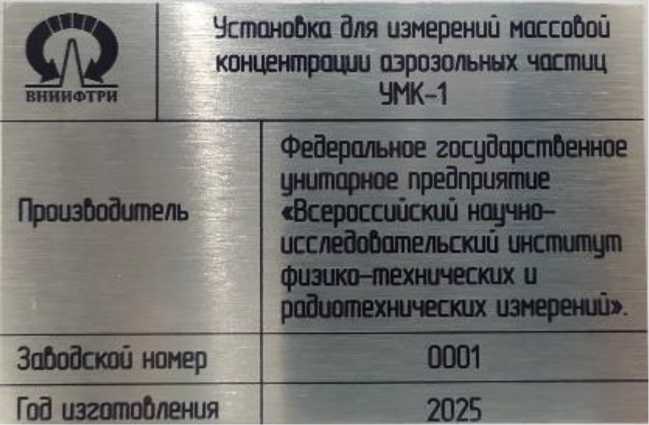 ВНИИФТРИ
Установка для измерений массовой
концентрации аэрозольных частиц
УМК-1
Производитель
Федеральное государственное
унитарное предприятие
«Всероссийский научно-
исследовательский институт
физико-технических и
радиотехнических измерений».
Заводской номер
0001
Год изготовления
2025